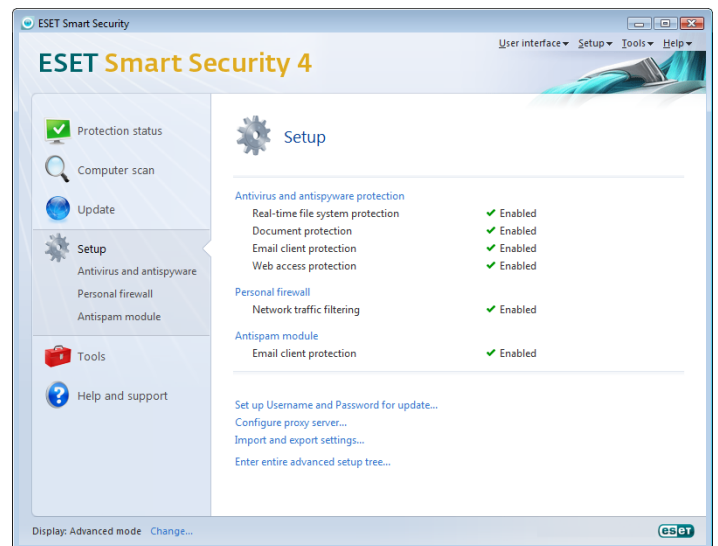 ESET Smart Security
User interface Setup Tools Help
ESET Smart Security 4
Protection status
Computer scan
Update
Setup
Antivirus and antispyware
Personal firewall
Antispam module
Tools
Help and support
Setup
Antivirus and antispyware protection
Real-time file system protection Enabled
Document protection Enabled
Email client protection Enabled
Web access protection Enabled
Personal firewall
Network traffic filtering Enabled
Antispam module
Email client protection Enabled
Set up Username and Password for update...
Configure proxy server...
Import and export settings...
Enter entire advanced setup tree...
Display: Advanced mode Change...
eseT